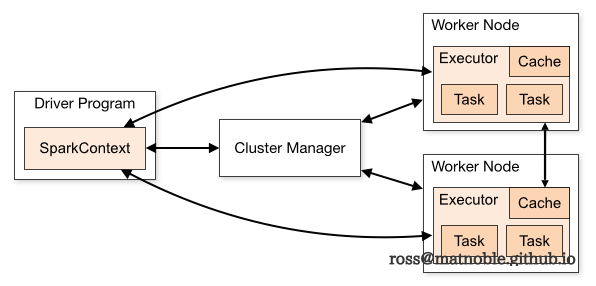 Worker Node
Executor
Cache
Task
Task
Driver Program
SparkContext
Cluster Manager
Worker Node
Executor
Cache
Task
Task
ross@matnoble.github.io